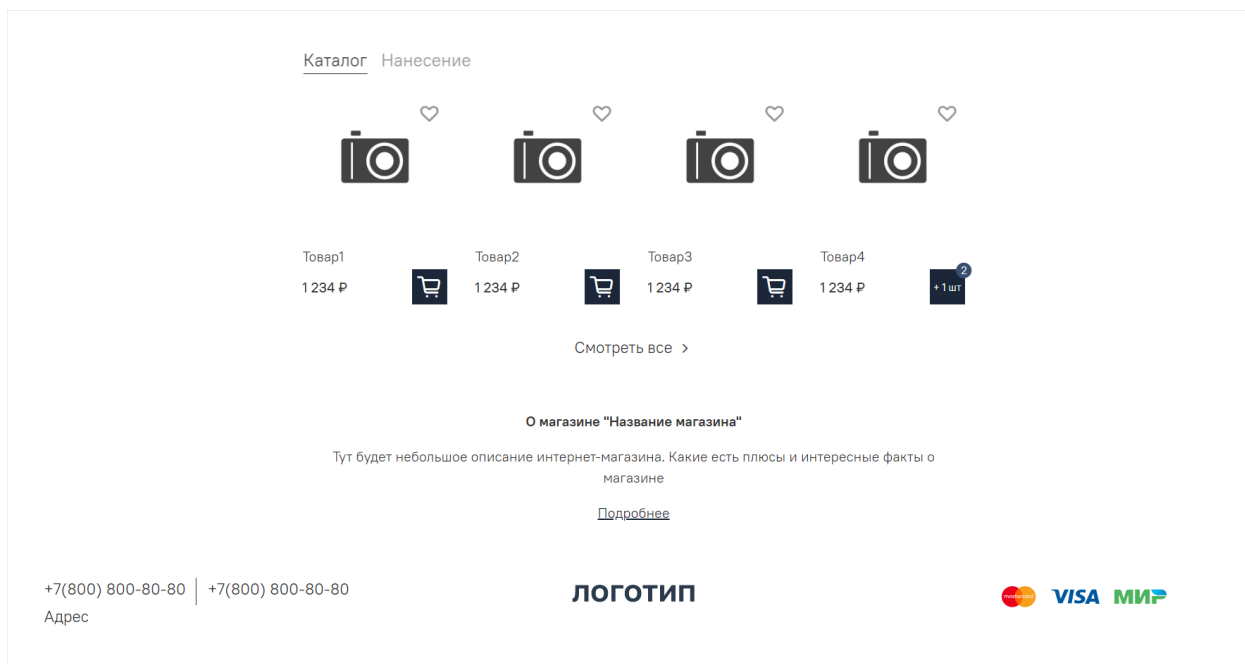 Каталог Нанесение
Товар1 Товар2 Товар3 Товар4
2
1 234 ₽ 1 234 ₽ 1 234 ₽ 1 234 ₽ + 1 шт
Смотреть все >
О магазине "Название магазина"
Тут будет небольшое описание интернет-магазина. Какие есть плюсы и интересные факты о
магазине
Подробнее
+7(800) 800-80-80 +7(800) 800-80-80 ЛОГОТИП mastercard VISA МИР
Адрес